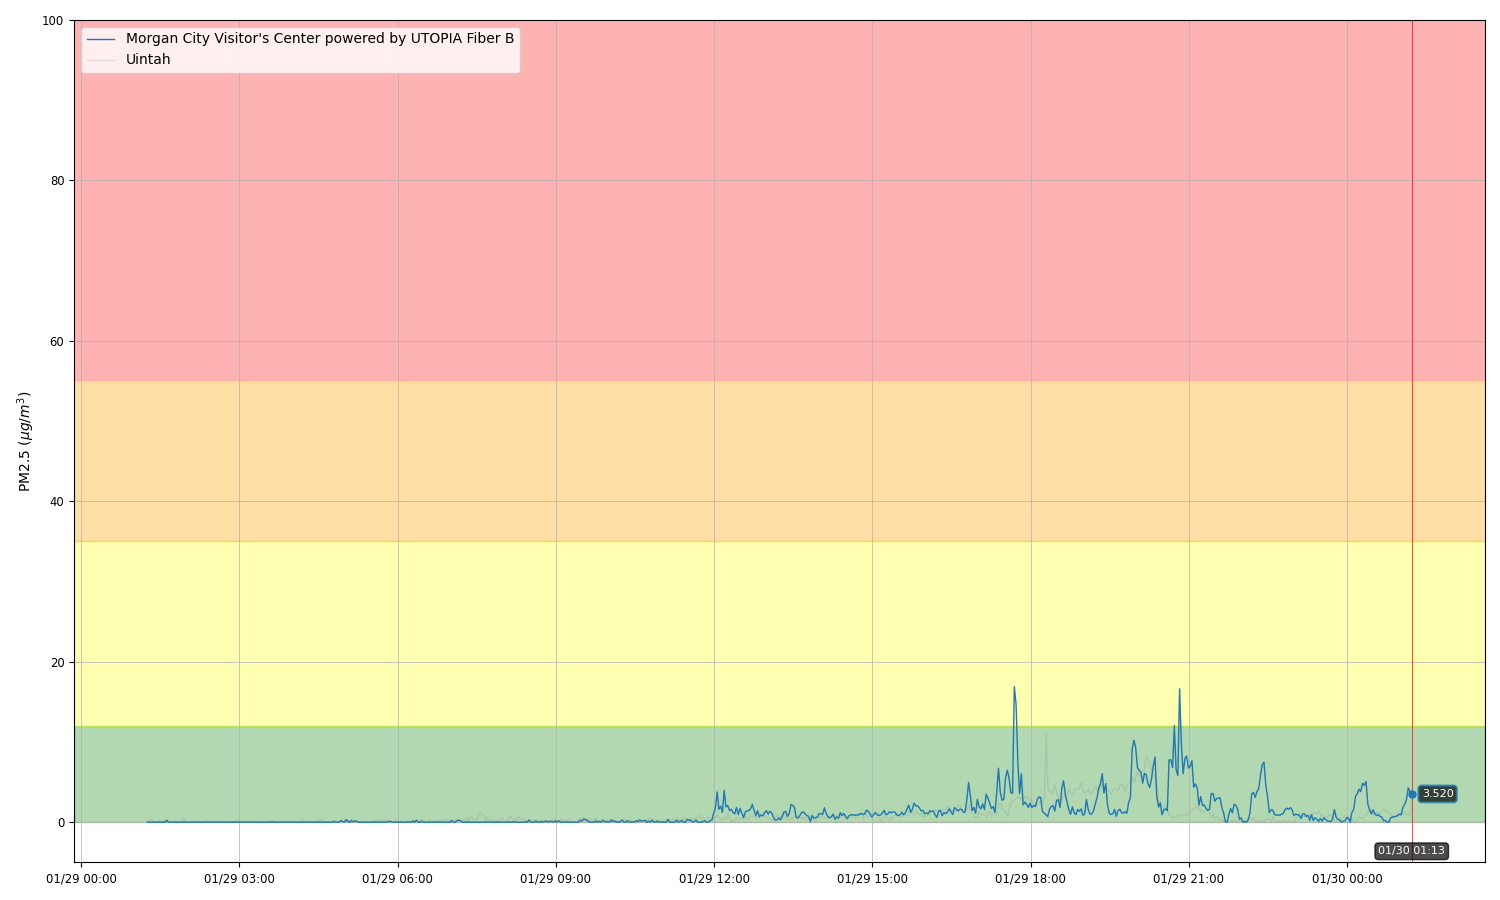 100
Morgan City Visitor's Center powered by UTOPIA Fiber B
Uintah
80
60
PM2.5 (μg/m³)
40
20
3.520
0
01/30 01:13
01/29 00:00 01/29 03:00 01/29 06:00 01/29 09:00 01/29 12:00 01/29 15:00 01/29 18:00 01/29 21:00 01/30 00:00